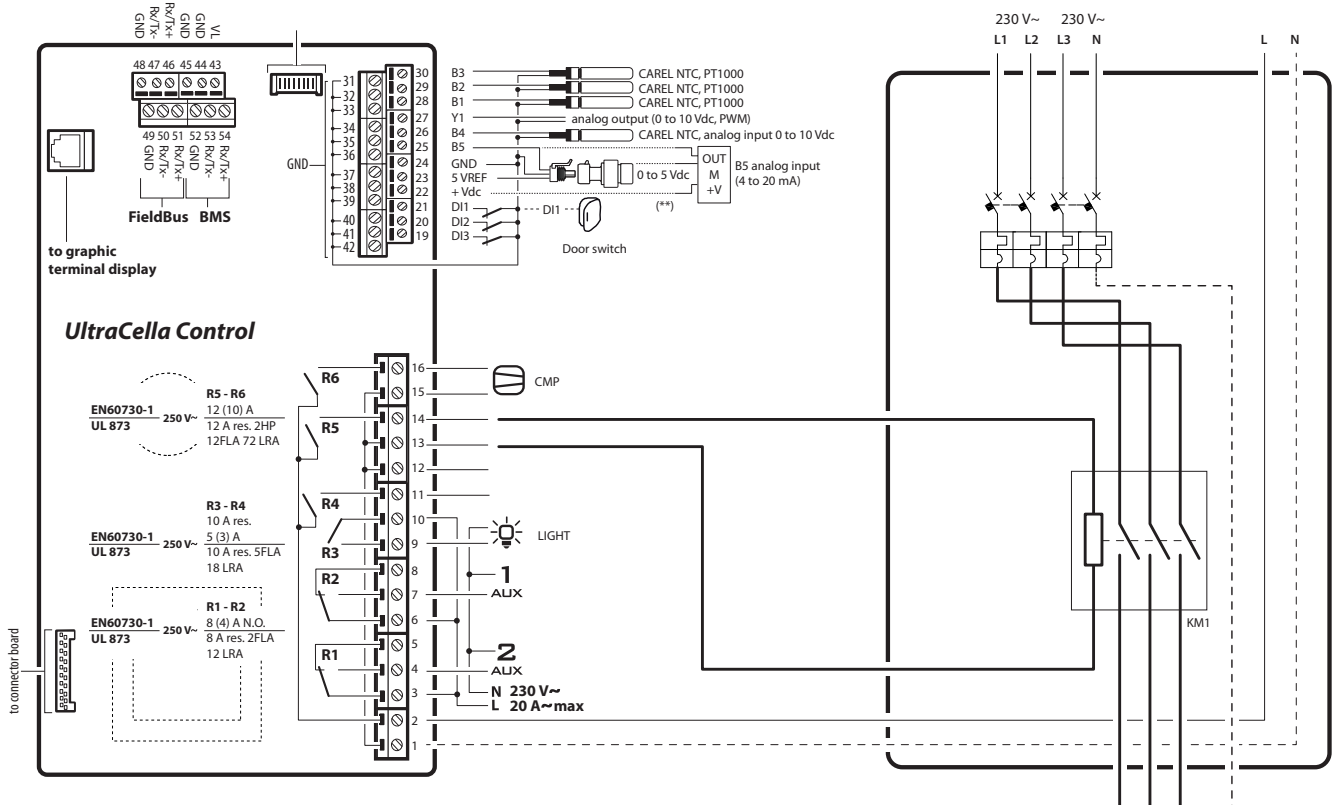 GND
Rx/Tx-
Rx/Tx+
GND
GND
VL
48 47 46 45 44 43
49 50 51 52 53 54
GND
Rx/Tx-
Rx/Tx+
GND
Rx/Tx-
Rx/Tx+
FieldBus BMS
to graphic
terminal display
GND
31
32
33
34
35
36
37
38
39
40
41
42
30
29
28
27
26
25
24
23
22
21
20
19
B3
B2
B1
Y1
B4
B5
GND
5 VREF
+ Vdc
DI1
DI2
DI3
CAREL NTC, PT1000
CAREL NTC, PT1000
CAREL NTC, PT1000
analog output (0 to 10 Vdc, PWM)
CAREL NTC, analog input 0 to 10 Vdc
0 to 5 Vdc
OUT
M
+V
B5 analog input
(4 to 20 mA)
(**)
DI1
Door switch
230 V~ 230 V~
L1 L2 L3 N
L N
UltraCella Control
EN60730-1
UL 873
250 V~
R5 - R6
12 (10) A
12 A res. 2HP
12FLA 72 LRA
EN60730-1
UL 873
250 V~
R3 - R4
10 A res.
5 (3) A
10 A res. 5FLA
18 LRA
EN60730-1
UL 873
250 V~
R1 - R2
8 (4) A N.O.
8 A res. 2FLA
12 LRA
to connector board
R6
R5
R4
R3
R2
R1
16
15
14
13
12
11
10
9
8
7
6
5
4
3
2
1
CMP
LIGHT
1
AUX
2
AUX
N 230 V~
L 20 A~max
KM1